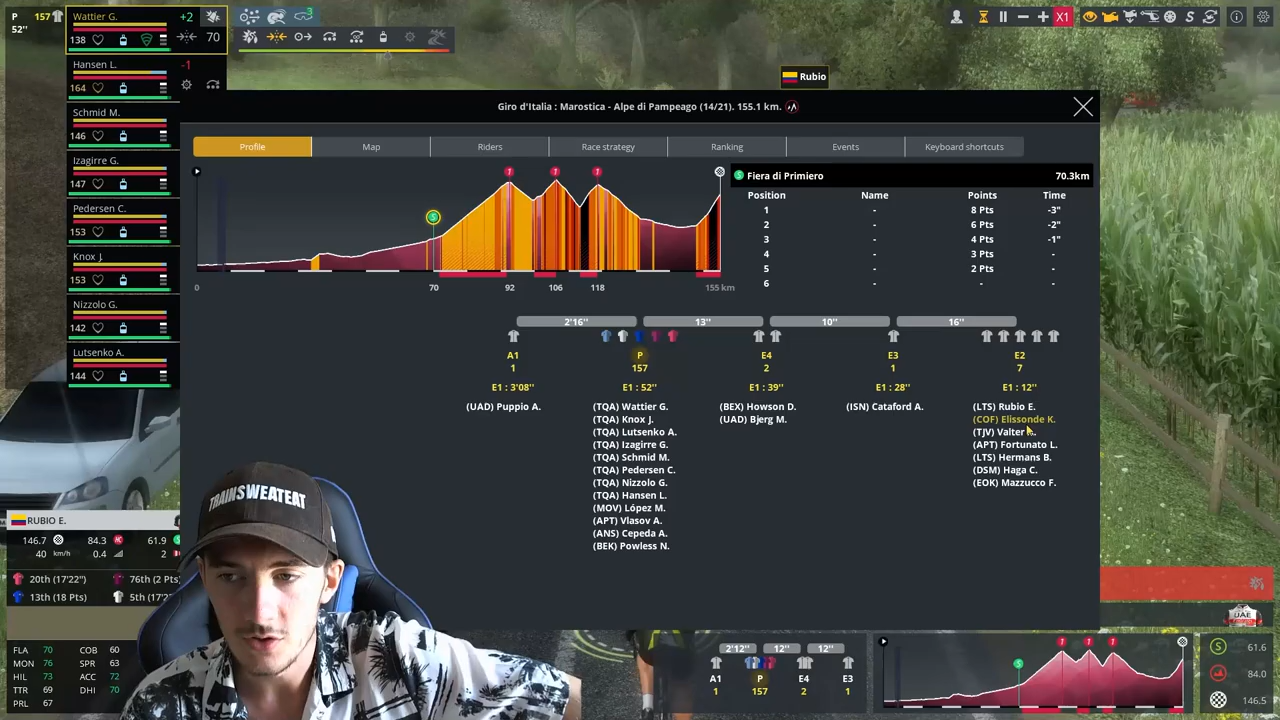 P 157
52''
Wattier G.
+2
138
70
Hansen L.
-1
164
Schmid M.
146
Izagirre G.
147
Pedersen C.
153
Knox J.
153
Nizzolo G.
142
Lutsenko A.
144
3
X1
Rubio
Giro d'Italia : Marostica - Alpe di Pampeago (14/21). 155.1 km.
Profile
Map
Riders
Race strategy
Ranking
Events
Keyboard shortcuts
1 1 1
S
0 70 92 106 118 155 km
S Fiera di Primiero 70.3km
Position Name Points Time
1 - 8 Pts -3"
2 - 6 Pts -2"
3 - 4 Pts -1"
4 - 3 Pts -
5 - 2 Pts -
6 - - -
2'16'' 13'' 10'' 16''
A1 P E4 E3 E2
1 157 2 1 7
E1 : 3'08'' E1 : 52'' E1 : 39'' E1 : 28'' E1 : 12''
(UAD) Puppio A.
(TQA) Wattier G.
(TQA) Knox J.
(TQA) Lutsenko A.
(TQA) Izagirre G.
(TQA) Schmid M.
(TQA) Pedersen C.
(TQA) Nizzolo G.
(TQA) Hansen L.
(MOV) López M.
(APT) Vlasov A.
(ANS) Cepeda A.
(BEK) Powless N.
(BEX) Howson D.
(UAD) Bjerg M.
(ISN) Cataford A.
(LTS) Rubio E.
(COF) Elissonde K.
(TJV) Valter
(APT) Fortunato L.
(LTS) Hermans B.
(DSM) Haga C.
(EOK) Mazzucco F.
TRAINSWEATEAT
RUBIO E.
146.7 84.3 HC 61.9 S
40 km/h 0.4 2
20th (17'22'') 76th (2 Pts)
13th (18 Pts) 5th (17'2
FLA 70 COB 60
MON 76 SPR 63
HIL 73 ACC 72
TTR 69 DHI 70
PRL 67
2'12'' 12'' 12''
A1 P E4 E3
1 157 2 1
1 1 1
S
UAE
S 61.6
84.0
146.5